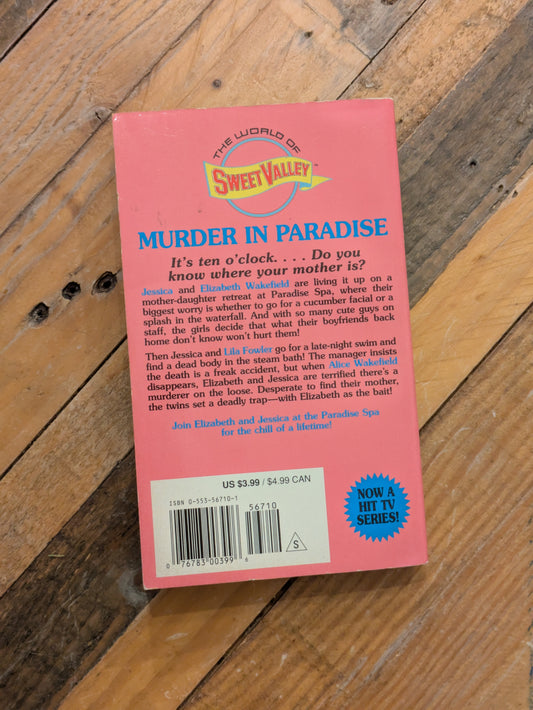 THE WORLD OF
SWEET VALLEY™
MURDER IN PARADISE
It's ten o'clock. . . . Do you
know where your mother is?
Jessica and Elizabeth Wakefield are living it up on a
mother-daughter retreat at Paradise Spa, where their
biggest worry is whether to go for a cucumber facial or a
splash in the waterfall. And with so many cute guys on
staff, the girls decide that what their boyfriends back
home don't know won't hurt them!
Then Jessica and Lila Fowler go for a late-night swim and
find a dead body in the steam bath! The manager insists
the death is a freak accident, but when Alice Wakefield
disappears, Elizabeth and Jessica are terrified there's a
murderer on the loose. Desperate to find their mother,
the twins set a deadly trap—with Elizabeth as the bait!
Join Elizabeth and Jessica at the Paradise Spa
for the chill of a lifetime!
US $3.99 / $4.99 CAN
ISBN 0-553-56710-1
56710
S
0 76783 00399 6
NOW A
HIT TV
SERIES!